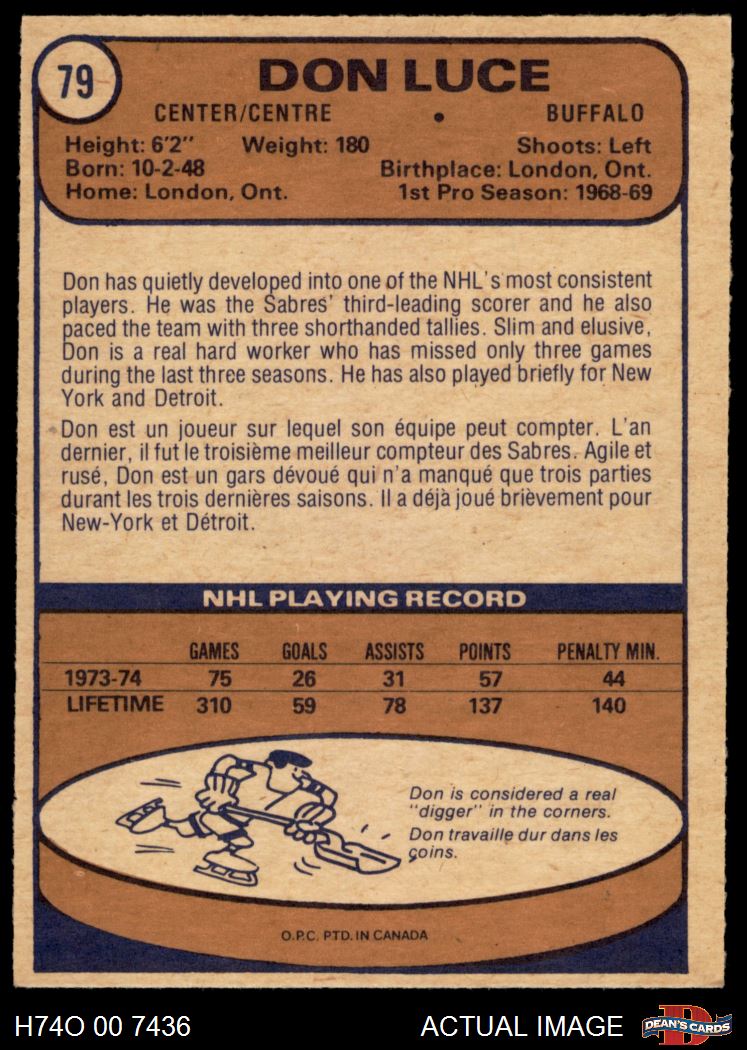 79
DON LUCE
CENTER/CENTRE • BUFFALO
Height: 6'2" Weight: 180 Shoots: Left
Born: 10-2-48 Birthplace: London, Ont.
Home: London, Ont. 1st Pro Season: 1968-69
Don has quietly developed into one of the NHL's most consistent
players. He was the Sabres' third-leading scorer and he also
paced the team with three shorthanded tallies. Slim and elusive,
Don is a real hard worker who has missed only three games
during the last three seasons. He has also played briefly for New
York and Detroit.
Don est un joueur sur lequel son équipe peut compter. L'an
dernier, il fut le troisième meilleur compteur des Sabres. Agile et
rusé, Don est un gars dévoué qui n'a manqué que trois parties
durant les trois dernières saisons. Il a déjà joué brièvement pour
New-York et Détroit.
NHL PLAYING RECORD
GAMES GOALS ASSISTS POINTS PENALTY MIN.
1973-74 75 26 31 57 44
LIFETIME 310 59 78 137 140
Don is considered a real
"digger" in the corners.
Don travaille dur dans les
coins.
O.P.C. PTD. IN CANADA
H74O 00 7436 ACTUAL IMAGE D DEAN'S CARDS